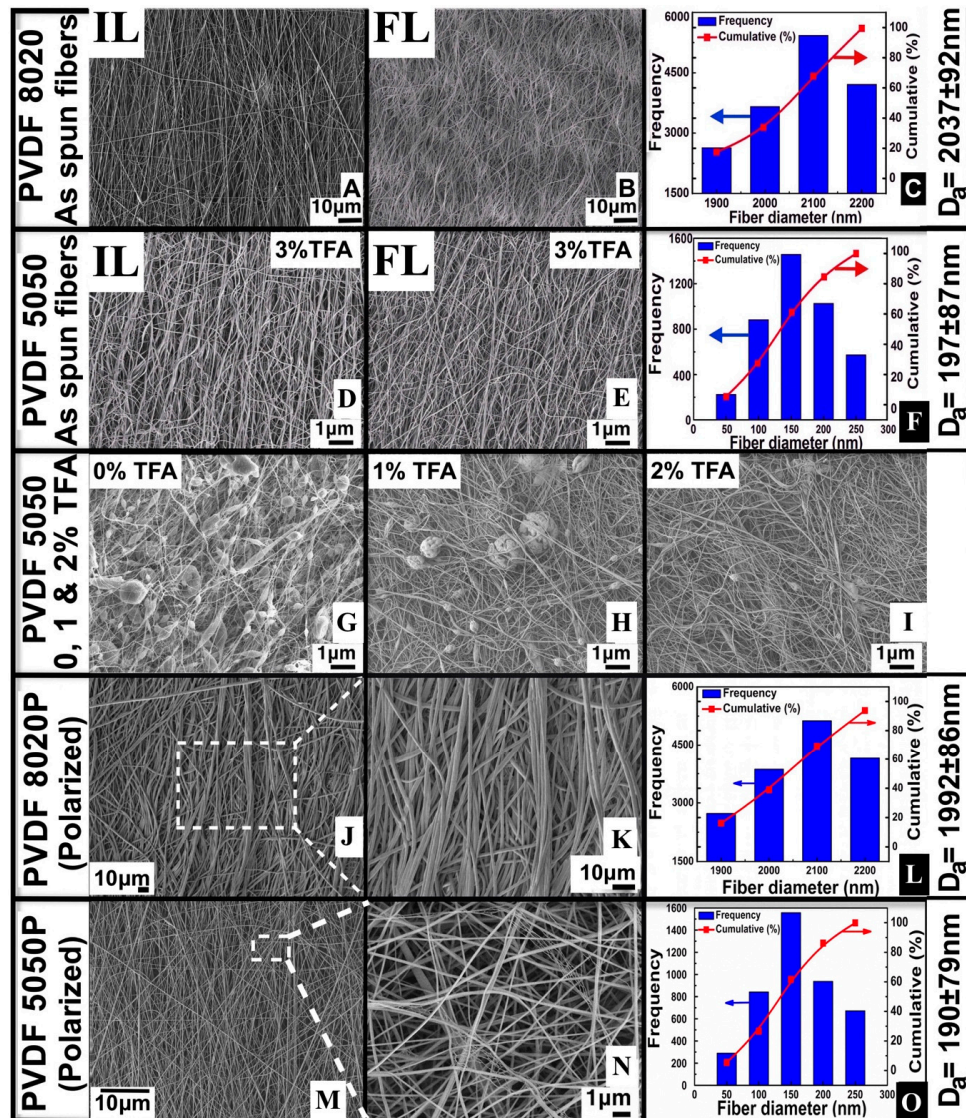 PVDF 8020
As spun fibers
IL
A
10μm
FL
B
10μm
Frequency
Cumulative (%)
6000
4500
3000
1500
Frequency
100
80
60
40
20
0
Cumulative (%)
1900 2000 2100 2200
Fiber diameter (nm)
C
Da= 2037±92nm
PVDF 5050
As spun fibers
IL
3%TFA
D
1μm
FL
3%TFA
E
1μm
Frequency
Cumulative (%)
1600
1200
800
400
0
Frequency
100
80
60
40
20
0
Cumulative (%)
50 100 150 200 250 300
Fiber diameter (nm)
F
Da= 197±87nm
PVDF 5050
0, 1 & 2% TFA
0% TFA
G
1μm
1% TFA
H
1μm
2% TFA
I
1μm
PVDF 8020P
(Polarized)
J
10μm
K
10μm
Frequency
Cumulative (%)
6000
4500
3000
1500
Frequency
100
80
60
40
20
0
Cumulative (%)
1900 2000 2100 2200
Fiber diameter (nm)
L
Da= 1992±86nm
PVDF 5050P
(Polarized)
10μm
M
N
1μm
Frequency
Cumulative (%)
1600
1400
1200
1000
800
600
400
200
0
Frequency
100
80
60
40
20
0
Cumulative (%)
0 50 100 150 200 250 300
Fiber diameter (nm)
O
Da= 190±79nm